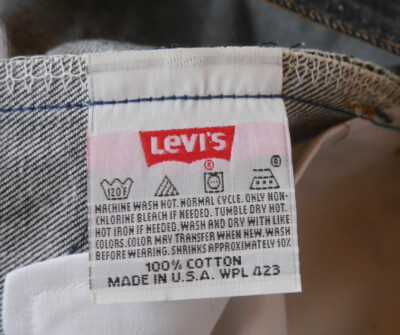 Levi's
®
®
120F
MACHINE WASH HOT. NORMAL CYCLE. ONLY NON-
CHLORINE BLEACH IF NEEDED. TUMBLE DRY HOT.
HOT IRON IF NEEDED. WASH AND DRY WITH LIKE
COLORS. COLOR MAY TRANSFER WHEN NEW. WASH
BEFORE WEARING. SHRINKS APPROXIMATELY 10%
100% COTTON
MADE IN U.S.A. WPL 423